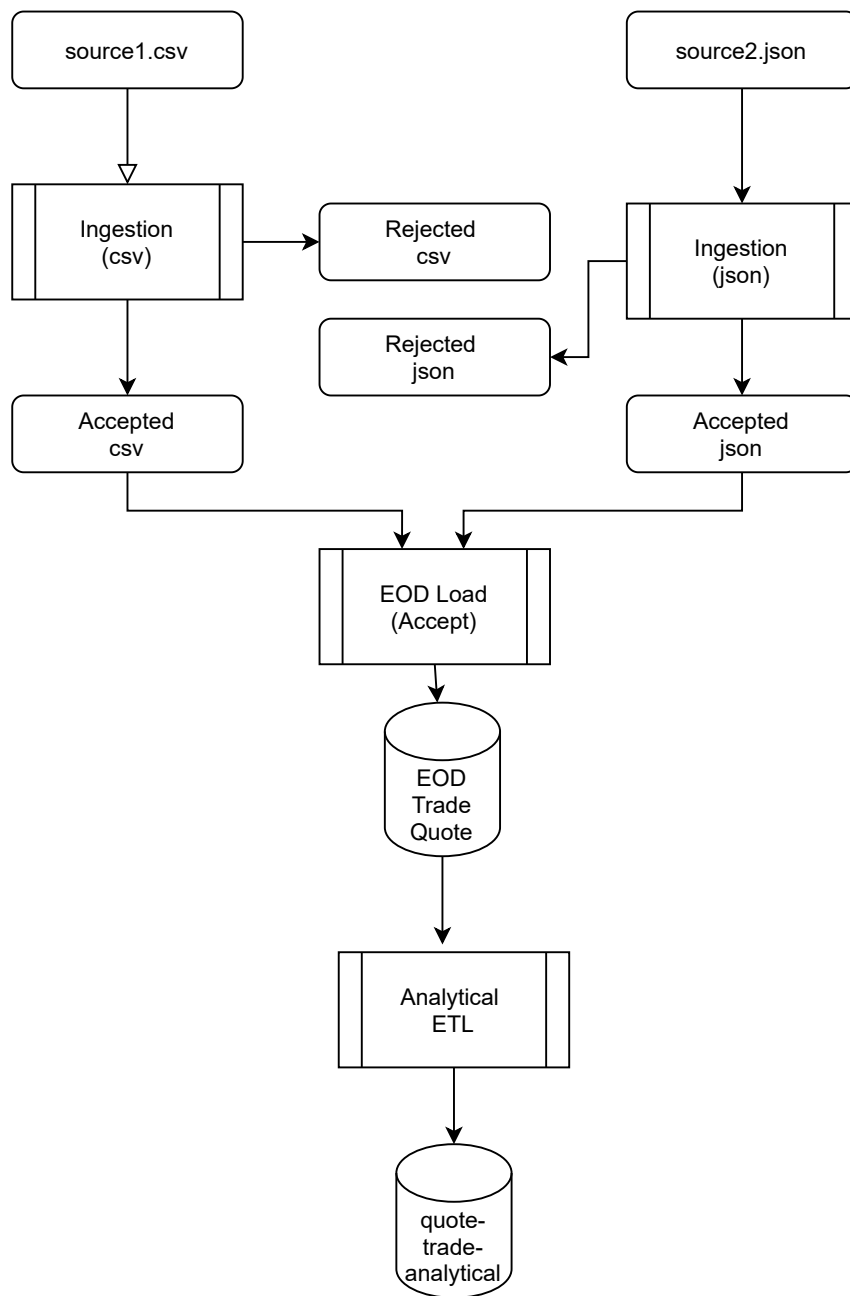 source1.csv
source2.json
Ingestion
(csv)
Rejected
csv
Ingestion
(json)
Rejected
json
Accepted
csv
Accepted
json
EOD Load
(Accept)
EOD
Trade
Quote
Analytical
ETL
quote-
trade-
analytical